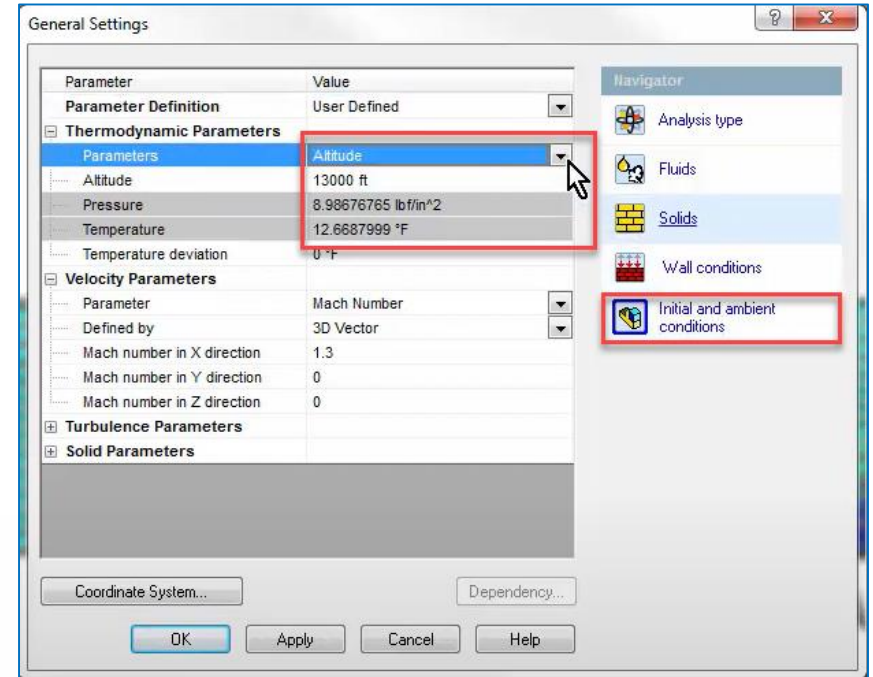 General Settings
Parameter Value
Parameter Definition User Defined
Thermodynamic Parameters
Parameters Altitude
Altitude 13000 ft
Pressure 8.98676765 lbf/in^2
Temperature 12.6687999 °F
Temperature deviation 0 °F
Velocity Parameters
Parameter Mach Number
Defined by 3D Vector
Mach number in X direction 1.3
Mach number in Y direction 0
Mach number in Z direction 0
Turbulence Parameters
Solid Parameters
Navigator
Analysis type
Fluids
Solids
Wall conditions
Initial and ambient
conditions
Coordinate System... Dependency...
OK Apply Cancel Help